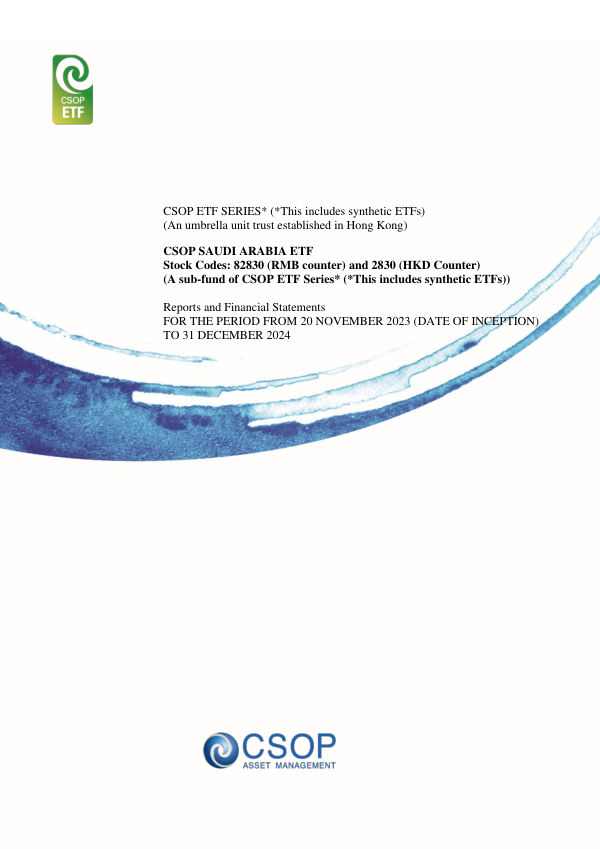 CSOP
ETF
CSOP ETF SERIES* (*This includes synthetic ETFs)
(An umbrella unit trust established in Hong Kong)
CSOP SAUDI ARABIA ETF
Stock Codes: 82830 (RMB counter) and 2830 (HKD Counter)
(A sub-fund of CSOP ETF Series* (*This includes synthetic ETFs))
Reports and Financial Statements
FOR THE PERIOD FROM 20 NOVEMBER 2023 (DATE OF INCEPTION)
TO 31 DECEMBER 2024
CSOP
ASSET MANAGEMENT